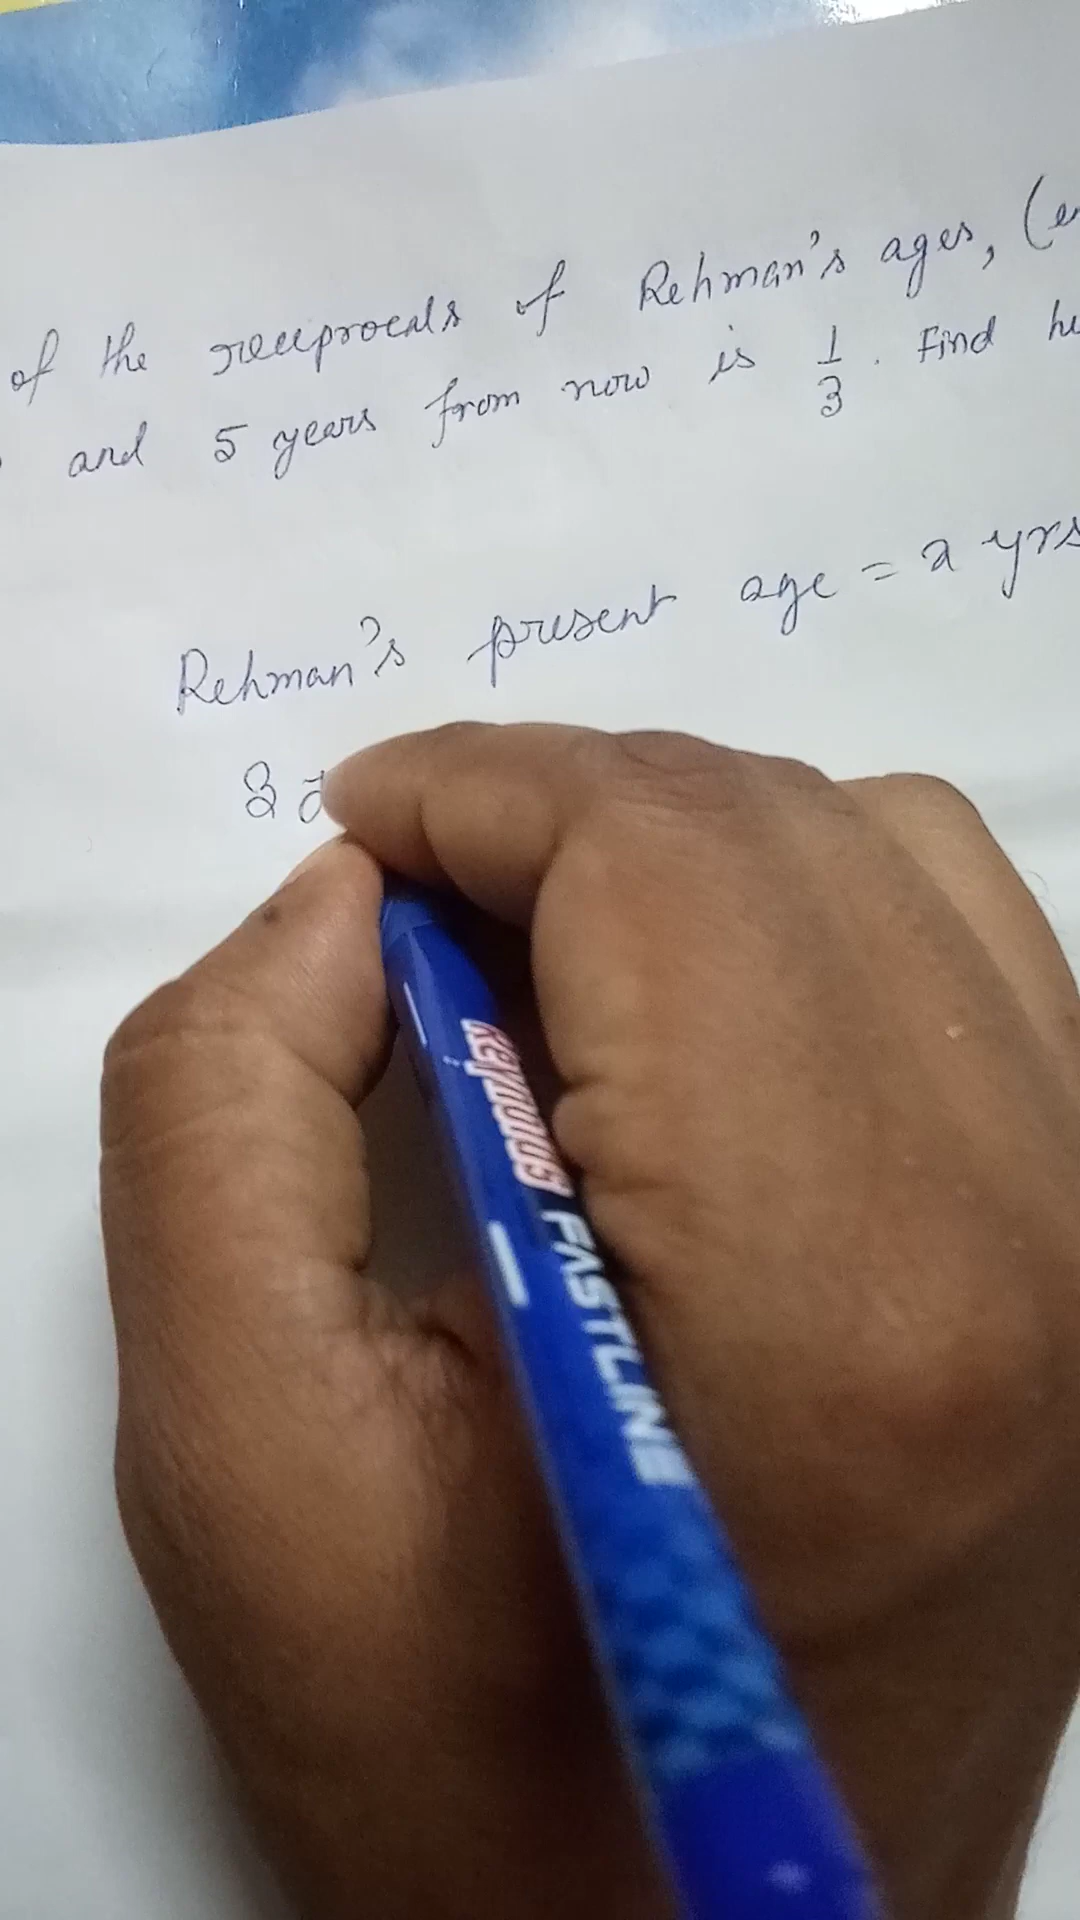 of the reciprocals of Rehman's ages, (
and 5 years from now is 1/3. Find
Rehman's present age = x yrs
3
Reynolds FASTLINE